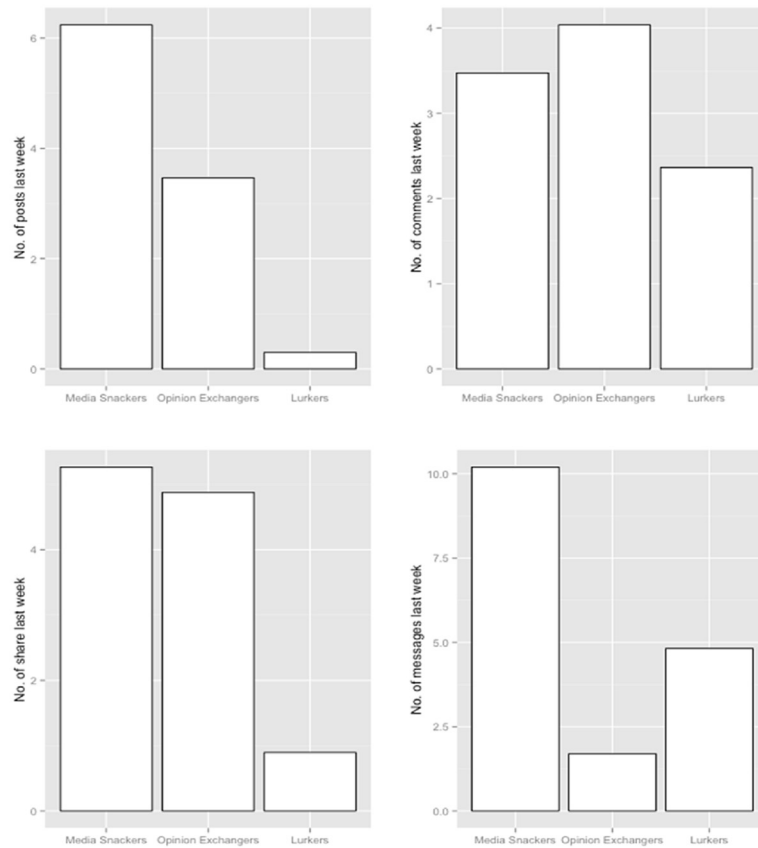 No. of posts last week
6
4
2
0
Media Snackers Opinion Exchangers Lurkers
No. of comments last week
4
3
2
1
0
Media Snackers Opinion Exchangers Lurkers
No. of share last week
4
2
0
Media Snackers Opinion Exchangers Lurkers
No. of messages last week
10.0
7.5
5.0
2.5
0.0
Media Snackers Opinion Exchangers Lurkers